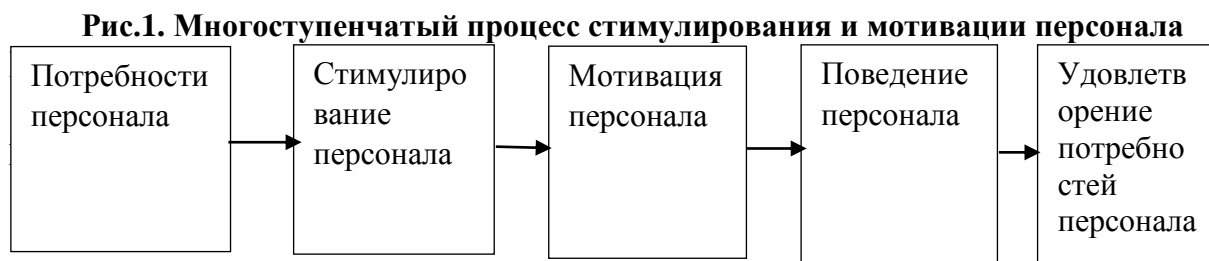 Рис.1. Многоступенчатый процесс стимулирования и мотивации персонала
Потребности
персонала
Стимулиро
вание
персонала
Мотивация
персонала
Поведение
персонала
Удовлетв
орение
потребно
стей
персонала